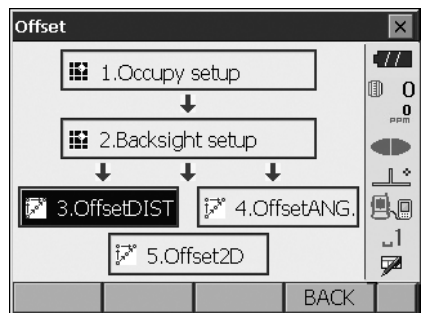 Offset
1.Occupy setup
0
0
ppm
2.Backsight setup
3.OffsetDIST
4.OffsetANG.
1
5.Offset2D
BACK